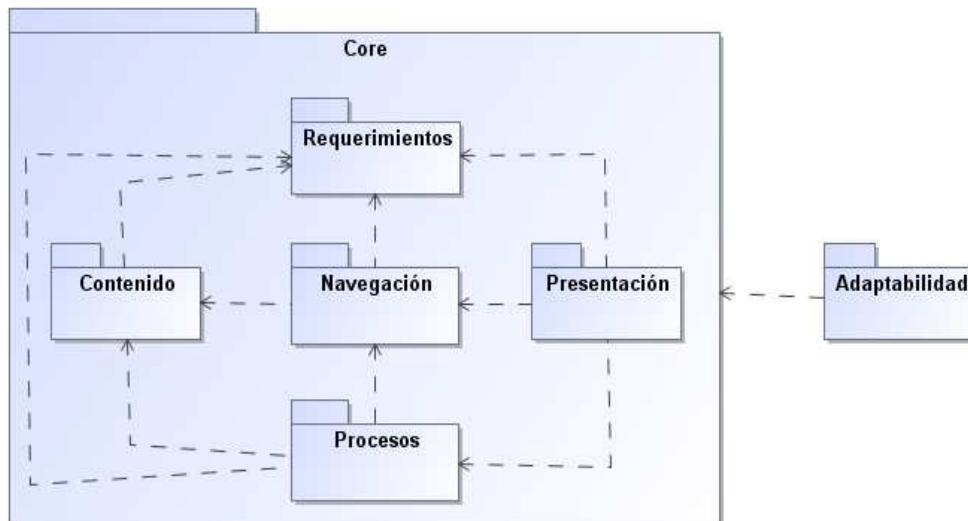 Core
Requerimientos
Contenido
Navegación
Presentación
Adaptabilidad
Procesos